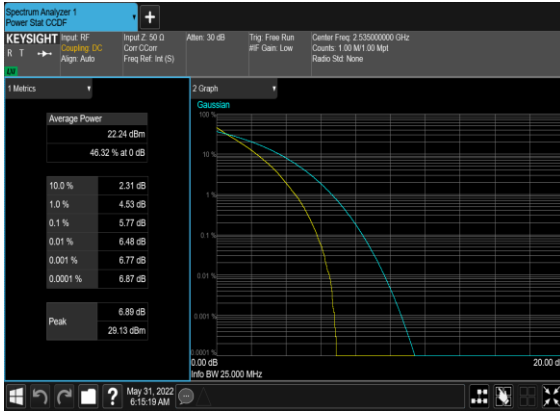 Spectrum Analyzer 1
Power Stat CCDF
KEYSIGHT
R T
LXI
Input: RF
Coupling: DC
Align: Auto
Input Z: 50 Ω
Corr CCorr
Freq Ref: Int (S)
Atten: 30 dB
Trig: Free Run
#IF Gain: Low
Center Freq: 2.535000000 GHz
Counts: 1.00 M/1.00 Mpt
Radio Std: None
1 Metrics
Average Power
22.24 dBm
46.32 % at 0 dB
10.0 % 2.31 dB
1.0 % 4.53 dB
0.1 % 5.77 dB
0.01 % 6.48 dB
0.001 % 6.77 dB
0.0001 % 6.87 dB
Peak
6.89 dB
29.13 dBm
2 Graph
Gaussian
100 %
10 %
1 %
0.1 %
0.01 %
0.001 %
0.0001 %
0.00 dB
20.00 d
Info BW 25.000 MHz
?
May 31, 2022
6:15:19 AM